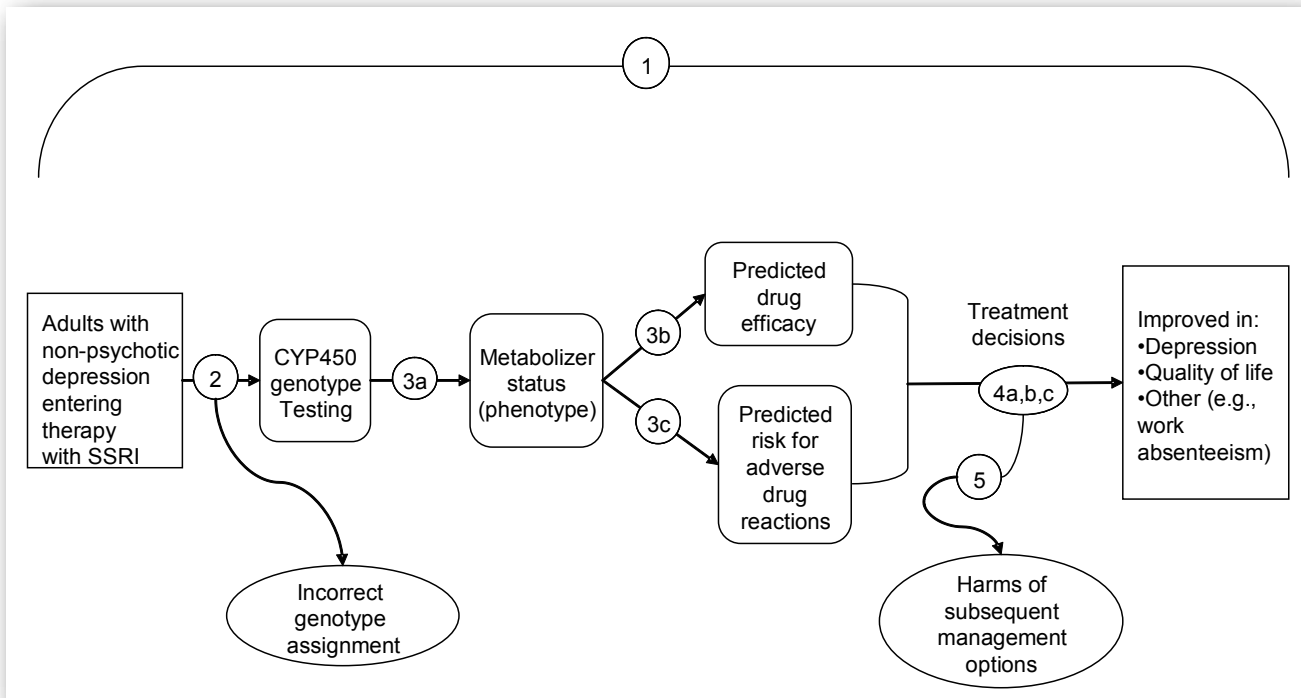 1
Adults with
non-psychotic
depression
entering
therapy
with SSRI
2
CYP450
genotype
Testing
3a
Metabolizer
status
(phenotype)
3b
3c
Predicted
drug
efficacy
Predicted
risk for
adverse
drug
reactions
Treatment
decisions
4a,b,c
5
Improved in:
•Depression
•Quality of life
•Other (e.g.,
work
absenteeism)
Incorrect
genotype
assignment
Harms of
subsequent
management
options